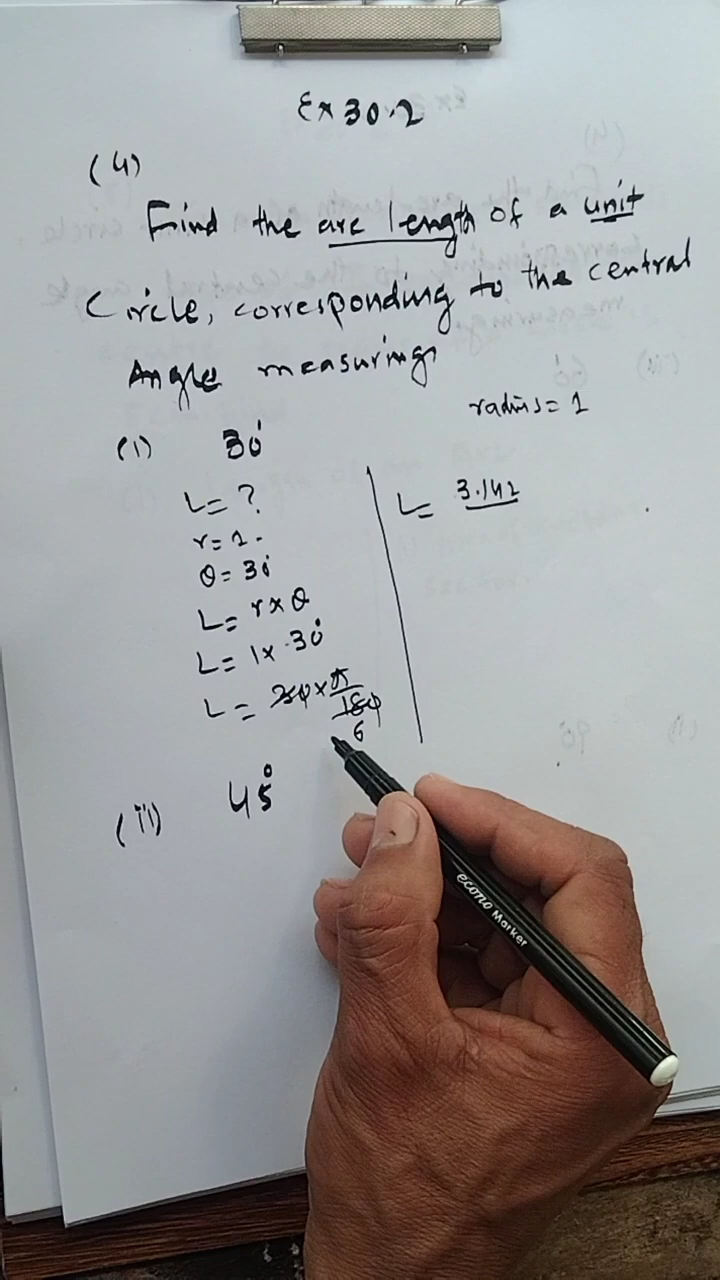 Ex 30.2
(4)
Find the arc length of a unit
Circle, corresponding to the central
Angle measuring
radius = 1
(i) 30°
L = ?
r = 1.
θ = 30°
L = r × θ
L = 1 × 30°
L = 30 × π/180
6
L = 3.142
(ii) 45°
econo Marker